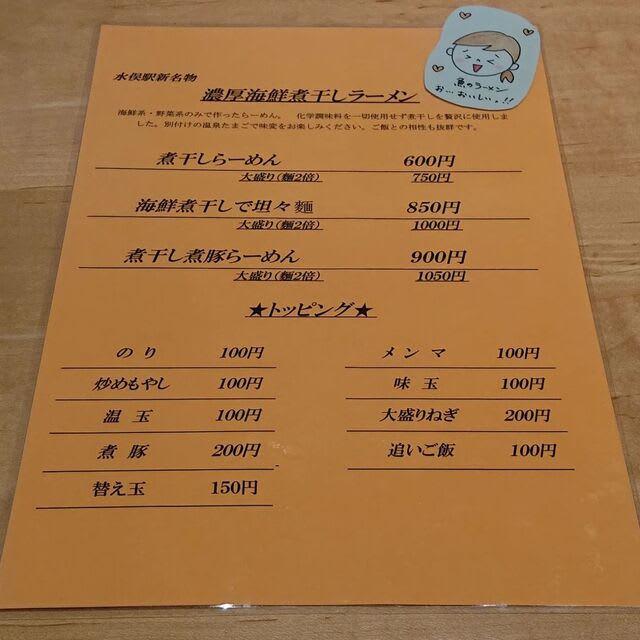 水俣駅新名物
濃厚海鮮煮干しラーメン
海鮮系・野菜系のみで作ったらーめん。 化学調味料を一切使用せず煮干しを贅沢に使用しま
した。別付けの温泉たまごで味変をお楽しみください。ご飯との相性も抜群です。
煮干しらーめん 600円
大盛り(麺2倍) 750円
海鮮煮干しで坦々麺 850円
大盛り(麺2倍) 1000円
煮干し煮豚らーめん 900円
大盛り(麺2倍) 1050円
★トッピング★
のり 100円
炒めもやし 100円
温玉 100円
煮豚 200円
替え玉 150円
メンマ 100円
味玉 100円
大盛りねぎ 200円
追いご飯 100円
魚のラーメン
お…おいしい。!!